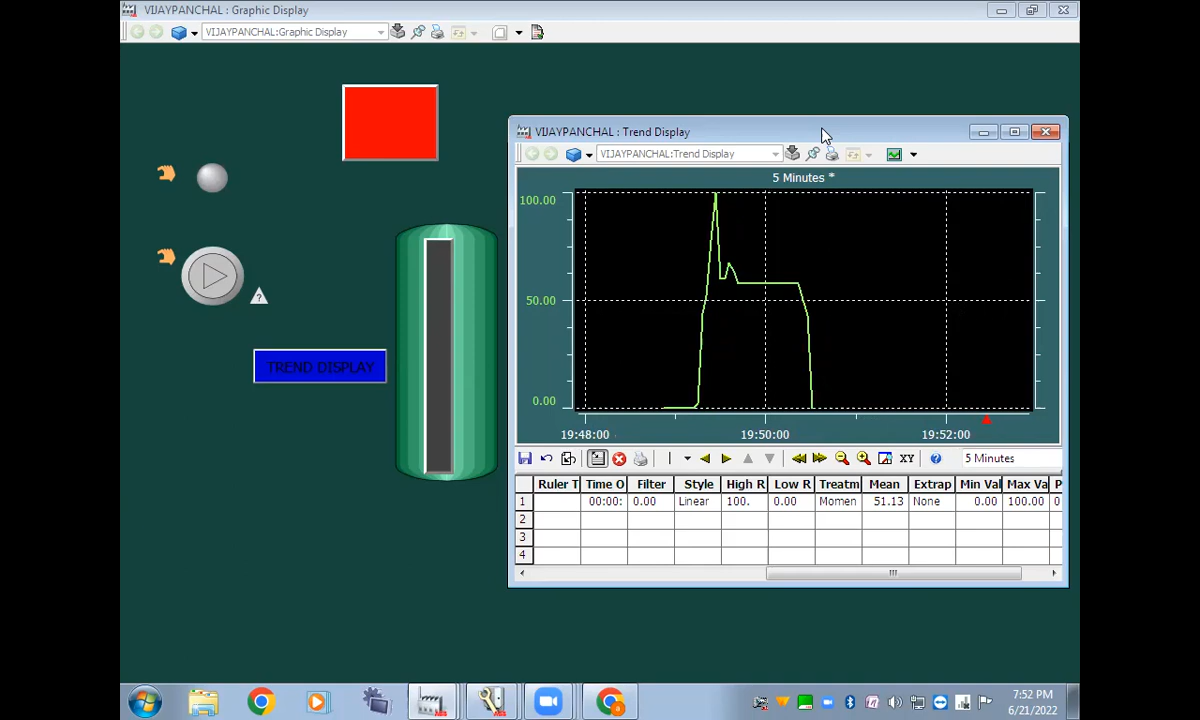 VIJAYPANCHAL : Graphic Display
VIJAYPANCHAL:Graphic Display
VIJAYPANCHAL : Trend Display
VIJAYPANCHAL:Trend Display
5 Minutes *
100.00
50.00
0.00
19:48:00 19:50:00 19:52:00
?
TREND DISPLAY
XY ? 5 Minutes
Ruler T Time O Filter Style High R Low R Treatm Mean Extrap Min Val Max Va P
1 00:00: 0.00 Linear 100. 0.00 Momen 51.13 None 0.00 100.00 0
2
3
4
7:52 PM
6/21/2022